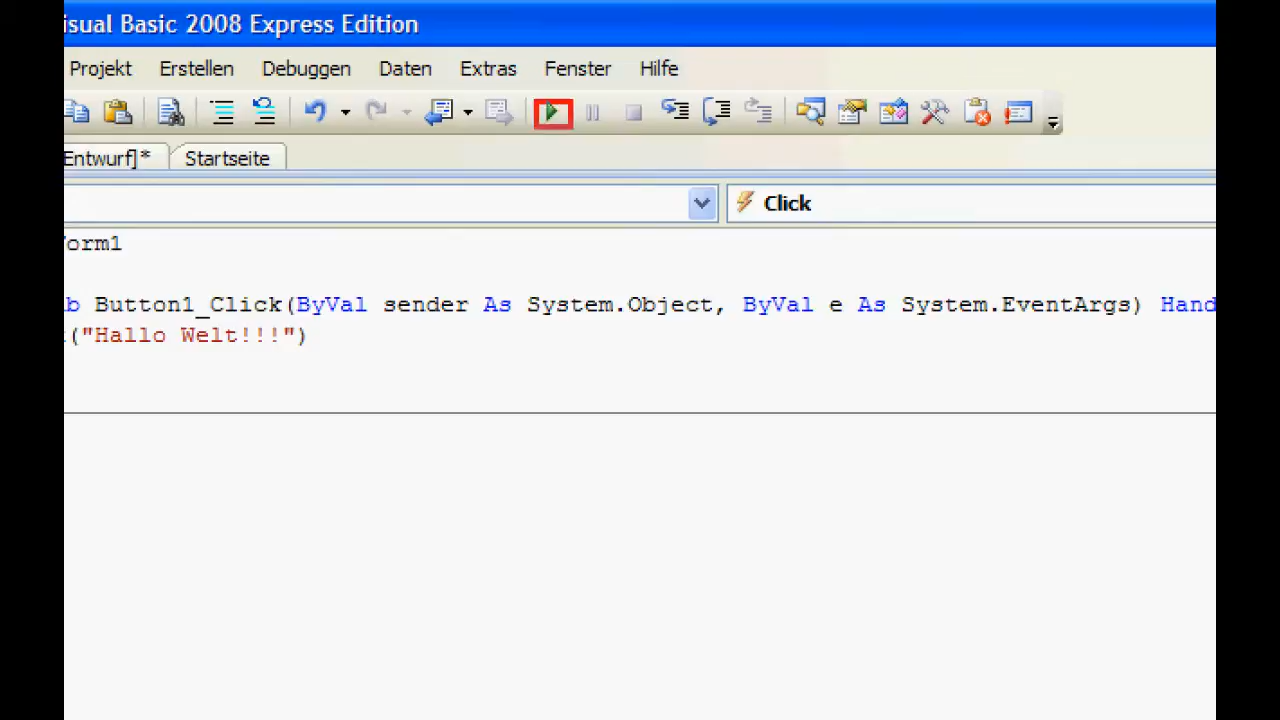 isual Basic 2008 Express Edition
Projekt Erstellen Debuggen Daten Extras Fenster Hilfe
Entwurf]* Startseite
Click
Form1
b Button1_Click(ByVal sender As System.Object, ByVal e As System.EventArgs) Hand
("Hallo Welt!!!")